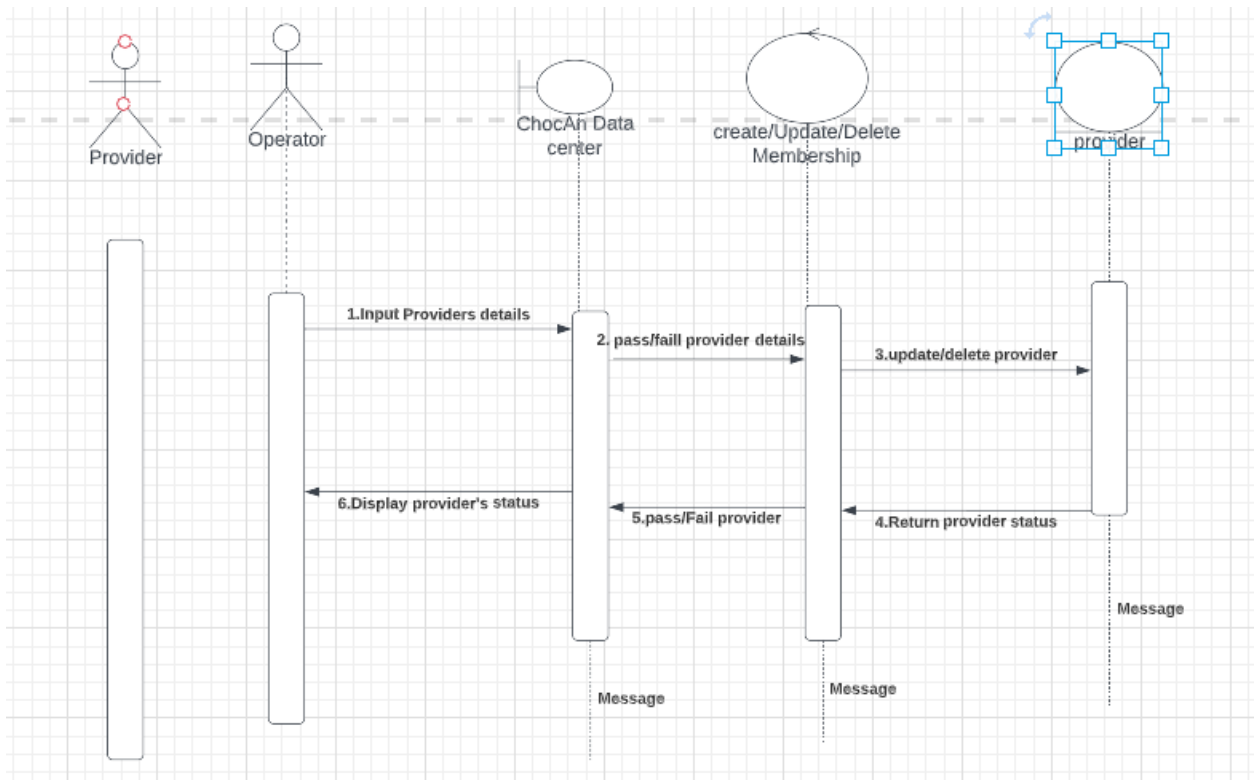 Provider
Operator
ChocAn Data
center
create/Update/Delete
Membership
provider
1.Input Providers details
2. pass/faill provider details
3.update/delete provider
6.Display provider's status
5.pass/Fail provider
4.Return provider status
Message
Message
Message